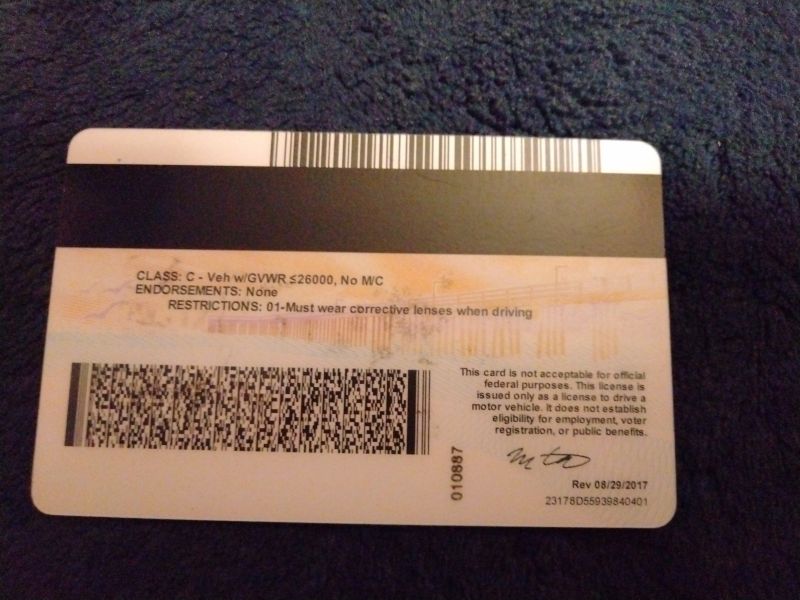 CLASS: C - Veh w/GVWR ≤26000, No M/C
ENDORSEMENTS: None
RESTRICTIONS: 01-Must wear corrective lenses when driving
This card is not acceptable for official
federal purposes. This license is
issued only as a license to drive a
motor vehicle. It does not establish
eligibility for employment, voter
registration, or public benefits.
010887
Rev 08/29/2017
23178D55939840401